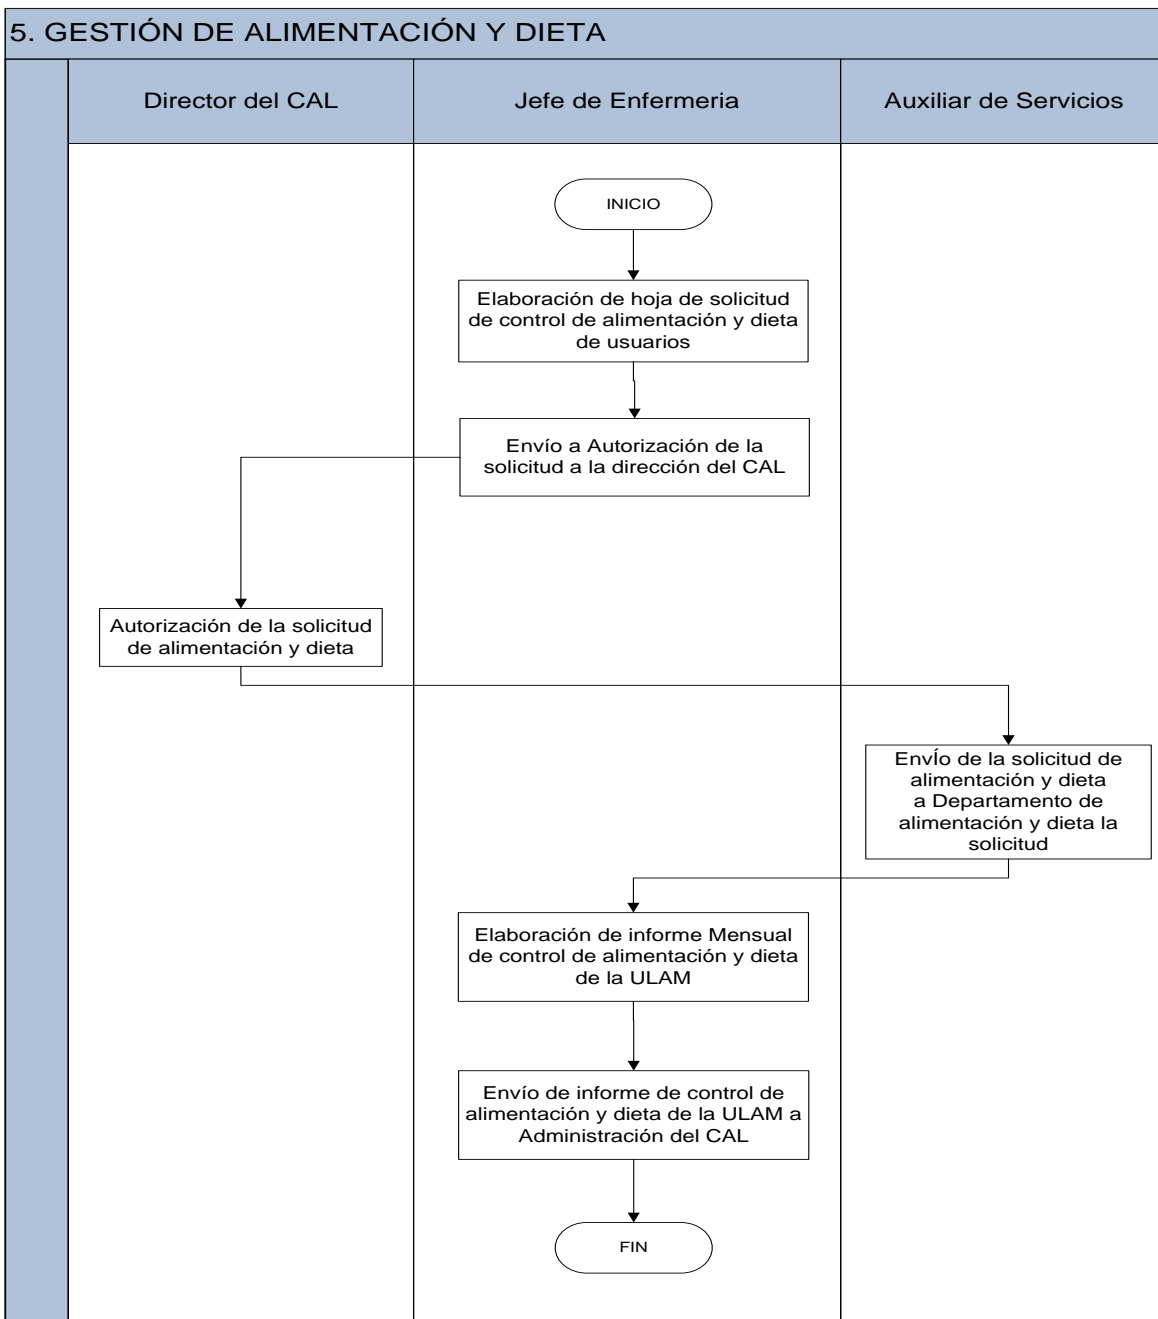 5. GESTIÓN DE ALIMENTACIÓN Y DIETA
Director del CAL
Jefe de Enfermeria
Auxiliar de Servicios
INICIO
Elaboración de hoja de solicitud
de control de alimentación y dieta
de usuarios
Envío a Autorización de la
solicitud a la dirección del CAL
Autorización de la solicitud
de alimentación y dieta
EnvÍo de la solicitud de
alimentación y dieta
a Departamento de
alimentación y dieta la
solicitud
Elaboración de informe Mensual
de control de alimentación y dieta
de la ULAM
Envío de informe de control de
alimentación y dieta de la ULAM a
Administración del CAL
FIN